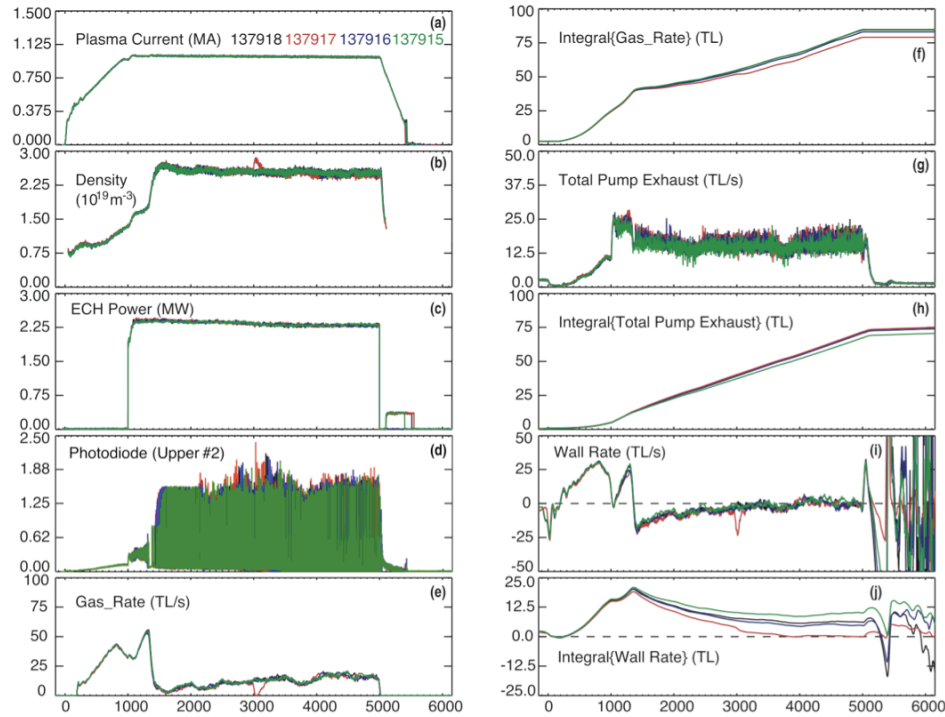 1.500
(a)
Plasma Current (MA) 137918 137917 137916 137915
1.125
0.750
0.375
0.000
3.00
(b)
2.25
Density
(10¹⁹m⁻³)
1.50
0.75
0.00
3.00
ECH Power (MW)
(c)
2.25
1.50
0.75
0.00
2.50
Photodiode (Upper #2)
(d)
1.88
1.25
0.62
0.00
100
(e)
Gas_Rate (TL/s)
75
50
25
0
0 1000 2000 3000 4000 5000 6000
100
Integral{Gas_Rate} (TL)
(f)
75
50
25
0
50.0
(g)
Total Pump Exhaust (TL/s)
37.5
25.0
12.5
0.0
100
(h)
Integral{Total Pump Exhaust} (TL)
75
50
25
0
50
Wall Rate (TL/s)
(i)
25
0
-25
-50
25.0
(j)
12.5
0.0
Integral{Wall Rate} (TL)
-12.5
-25.0
0 1000 2000 3000 4000 5000 6000